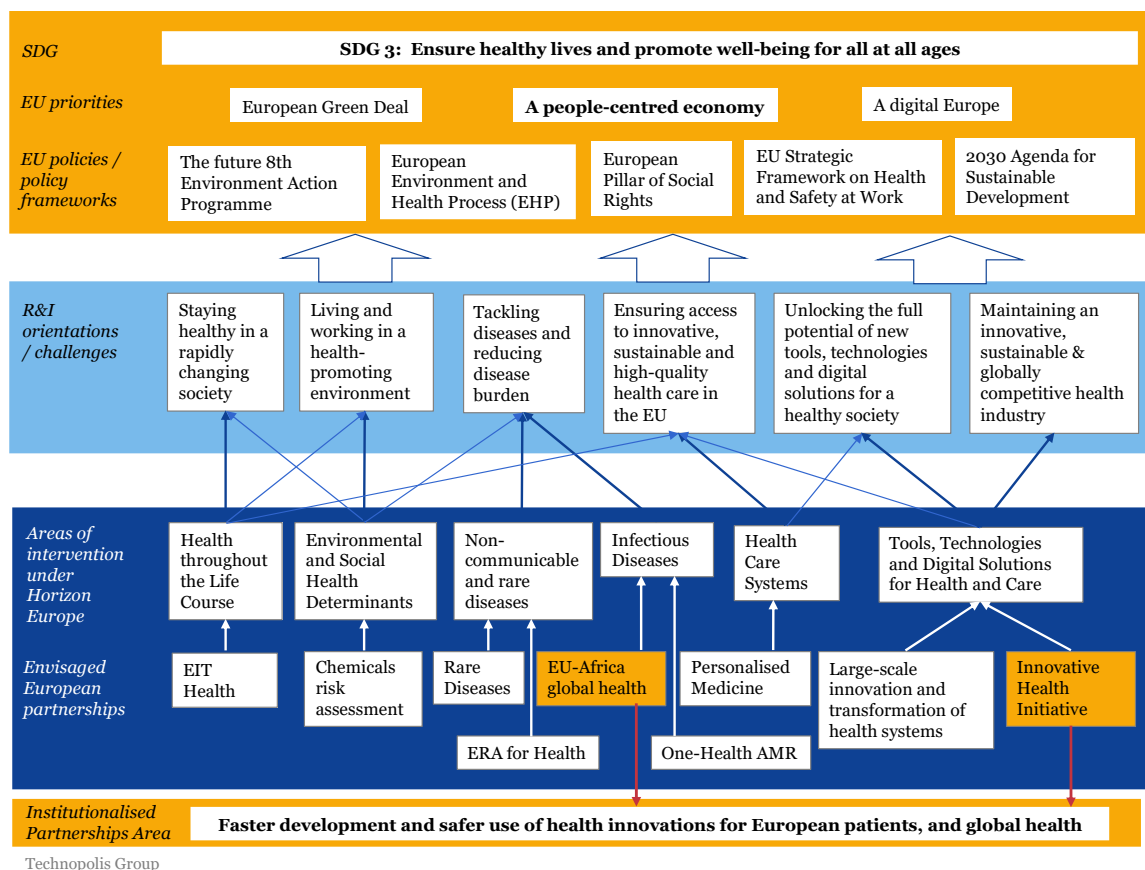 SDG
SDG 3: Ensure healthy lives and promote well-being for all at all ages
EU priorities
European Green Deal
A people-centred economy
A digital Europe
EU policies /
policy
frameworks
The future 8th
Environment Action
Programme
European
Environment and
Health Process (EHP)
European
Pillar of Social
Rights
EU Strategic
Framework on Health
and Safety at Work
2030 Agenda for
Sustainable
Development
R&I
orientations
/ challenges
Staying
healthy in a
rapidly
changing
society
Living and
working in a
health-
promoting
environment
Tackling
diseases and
reducing
disease
burden
Ensuring access
to innovative,
sustainable and
high-quality
health care in
the EU
Unlocking the full
potential of new
tools, technologies
and digital
solutions for a
healthy society
Maintaining an
innovative,
sustainable &
globally
competitive health
industry
Areas of
intervention
under
Horizon
Europe
Health
throughout
the Life
Course
Environmental
and Social
Health
Determinants
Non-
communicable
and rare
diseases
Infectious
Diseases
Health
Care
Systems
Tools, Technologies
and Digital Solutions
for Health and Care
Envisaged
European
partnerships
EIT
Health
Chemicals
risk
assessment
Rare
Diseases
EU-Africa
global health
Personalised
Medicine
Large-scale
innovation and
transformation of
health systems
Innovative
Health
Initiative
ERA for Health
One-Health AMR
Institutionalised
Partnerships Area
Faster development and safer use of health innovations for European patients, and global health
Technopolis Group